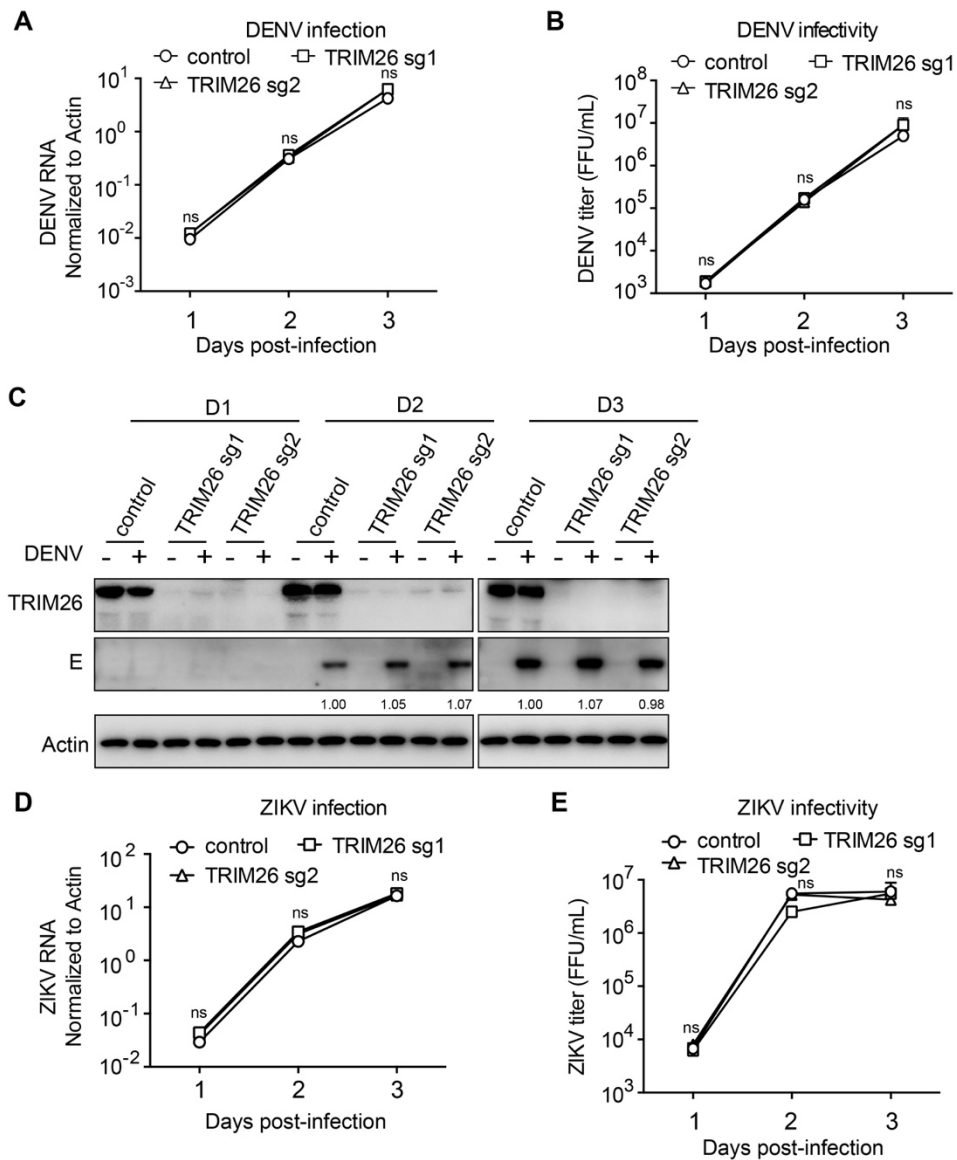 A
DENV infection
control
TRIM26 sg1
TRIM26 sg2
DENV RNA
Normalized to Actin
10^1
10^0
10^-1
10^-2
10^-3
ns
ns
ns
1 2 3
Days post-infection
B
DENV infectivity
control
TRIM26 sg1
TRIM26 sg2
DENV titer (FFU/mL)
10^8
10^7
10^6
10^5
10^4
10^3
ns
ns
ns
1 2 3
Days post-infection
C
D1 D2 D3
control TRIM26 sg1 TRIM26 sg2 control TRIM26 sg1 TRIM26 sg2 control TRIM26 sg1 TRIM26 sg2
DENV - + - + - + - + - + - + - + - + - +
TRIM26
E
1.00 1.05 1.07 1.00 1.07 0.98
Actin
D
ZIKV infection
control
TRIM26 sg1
TRIM26 sg2
ZIKV RNA
Normalized to Actin
10^2
10^1
10^0
10^-1
10^-2
ns
ns
ns
1 2 3
Days post-infection
E
ZIKV infectivity
control
TRIM26 sg1
TRIM26 sg2
ZIKV titer (FFU/mL)
10^7
10^6
10^5
10^4
10^3
ns
ns
ns
1 2 3
Days post-infection